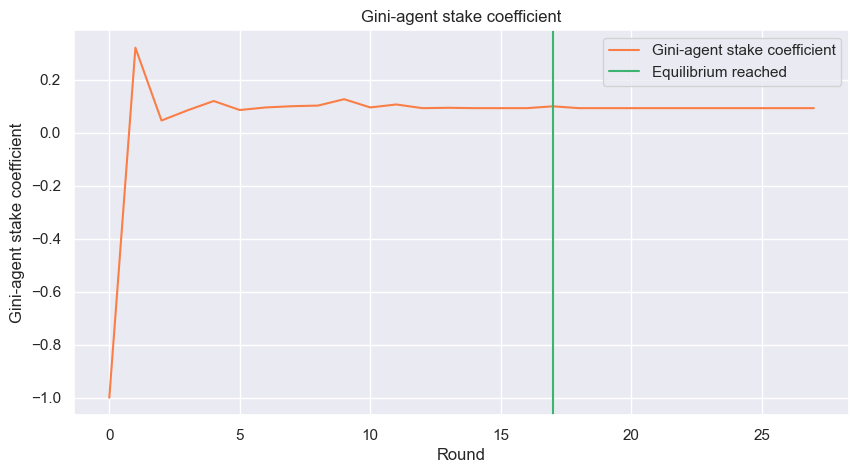 Gini-agent stake coefficient
Gini-agent stake coefficient
Equilibrium reached
Gini-agent stake coefficient
0.2
0.0
−0.2
−0.4
−0.6
−0.8
−1.0
0
5
10
15
20
25
Round